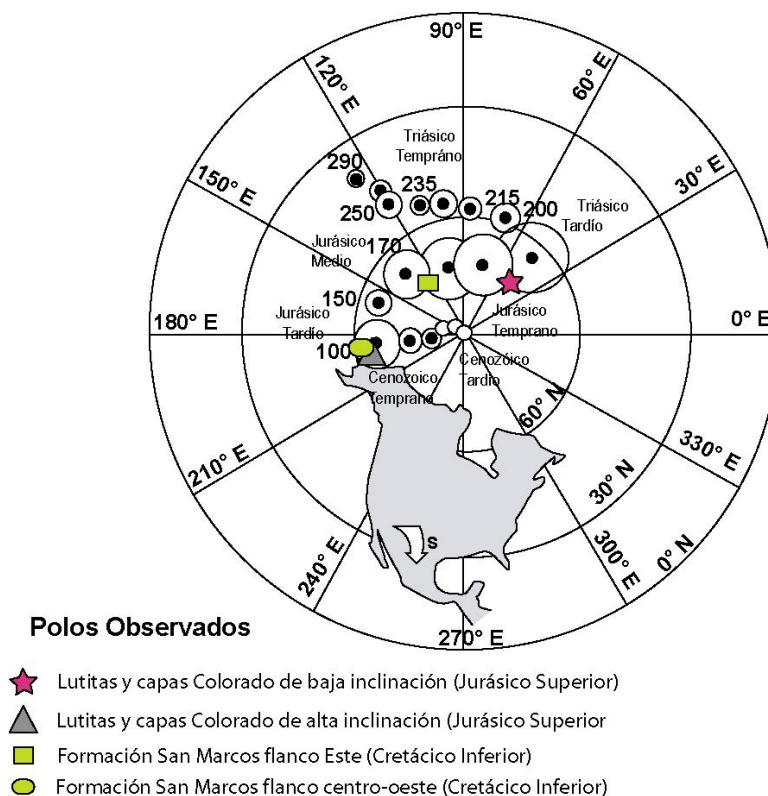 90° E
120° E
60° E
Triásico
Tempráno
290
235
150° E
30° E
250
215
200
Triásico
Tardío
Jurásico
Medio
170
150
Jurásico
Tardío
Jurásico
Temprano
180° E
0° E
100
Cenozóico
Tardío
Cenozoico
Temprano
60° N
210° E
330° E
30° N
240° E
s
300° E
0° N
270° E
Polos Observados
Lutitas y capas Colorado de baja inclinación (Jurásico Superior)
Lutitas y capas Colorado de alta inclinación (Jurásico Superior
Formación San Marcos flanco Este (Cretácico Inferior)
Formación San Marcos flanco centro-oeste (Cretácico Inferior)